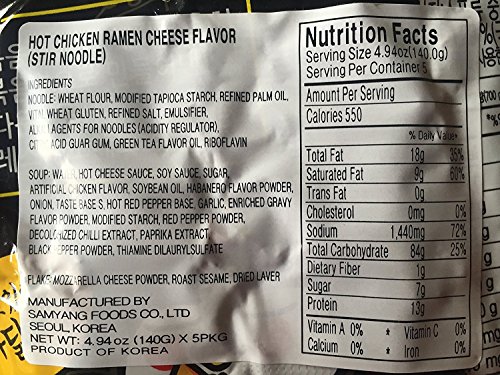 HOT CHICKEN RAMEN CHEESE FLAVOR
(STIR NOODLE)
INGREDIENTS
NOODLE: WHEAT FLOUR, MODIFIED TAPIOCA STARCH, REFINED PALM OIL,
WHEAT GLUTEN, REFINED SALT, EMULSIFIER,
AGENTS FOR NOODLES (ACIDITY REGULATOR),
ACID GUAR GUM, GREEN TEA FLAVOR OIL, RIBOFLAVIN
SOUP: WATER, HOT CHEESE SAUCE, SOY SAUCE, SUGAR,
ARTIFICIAL CHICKEN FLAVOR, SOYBEAN OIL, HABANERO FLAVOR POWDER,
ONION, TASTE BASE S, HOT RED PEPPER BASE, GARLIC, ENRICHED GRAVY
FLAVOR POWDER, MODIFIED STARCH, RED PEPPER POWDER,
DECOLORIZED CHILLI EXTRACT, PAPRIKA EXTRACT,
BLACK PEPPER POWDER, THIAMINE DILAURYLSULFATE
FLAKE: MOZZARELLA CHEESE POWDER, ROAST SESAME, DRIED LAVER
MANUFACTURED BY
SAMYANG FOODS CO., LTD
SEOUL, KOREA
NET WT: 4.94 OZ (140G) X 5PKG
PRODUCT OF KOREA
Nutrition Facts
Serving Size 4.94oz(140.0g)
Serving Per Container 5
Amount Per Serving
Calories 550
% Daily Value*
Total Fat 18g 35%
Saturated Fat 9g 60%
Trans Fat 0g
Cholesterol 0mg 0%
Sodium 1,440mg 72%
Total Carbohydrate 84g 25%
Dietary Fiber 1g
Sugar 7g
Protein 13g
Vitamin A 0% * Vitamin C 0%
Calcium 0% * Iron 0%